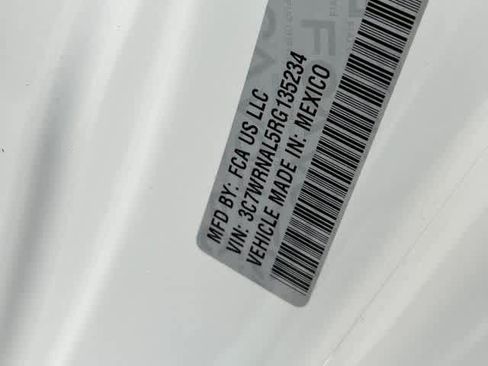 MFD BY: FCA US LLC
VIN: 3C7WRNAL5RG135234
VEHICLE MADE IN: MEXICO